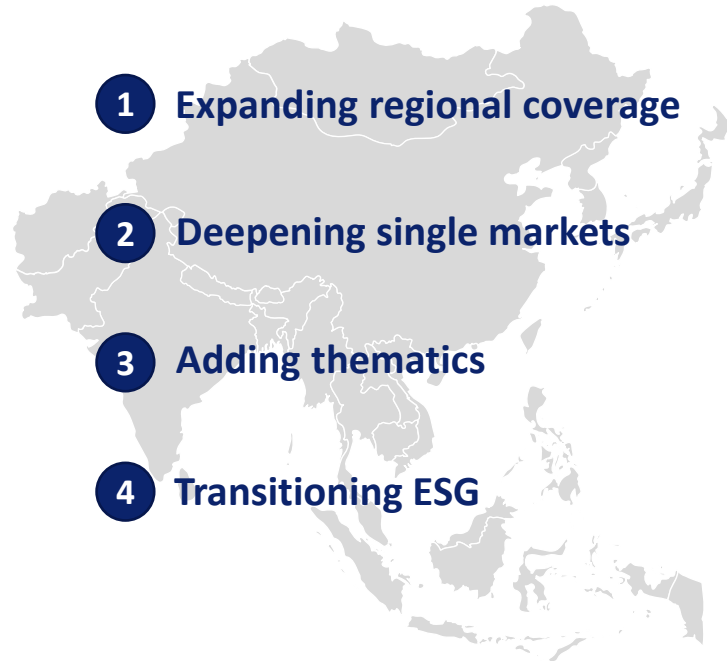 1 Expanding regional coverage
2 Deepening single markets
3 Adding thematics
4 Transitioning ESG